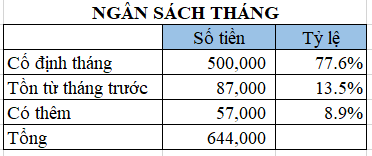 NGÂN SÁCH THÁNG
Số tiền Tỷ lệ
Cố định tháng 500,000 77.6%
Tồn từ tháng trước 87,000 13.5%
Có thêm 57,000 8.9%
Tổng 644,000